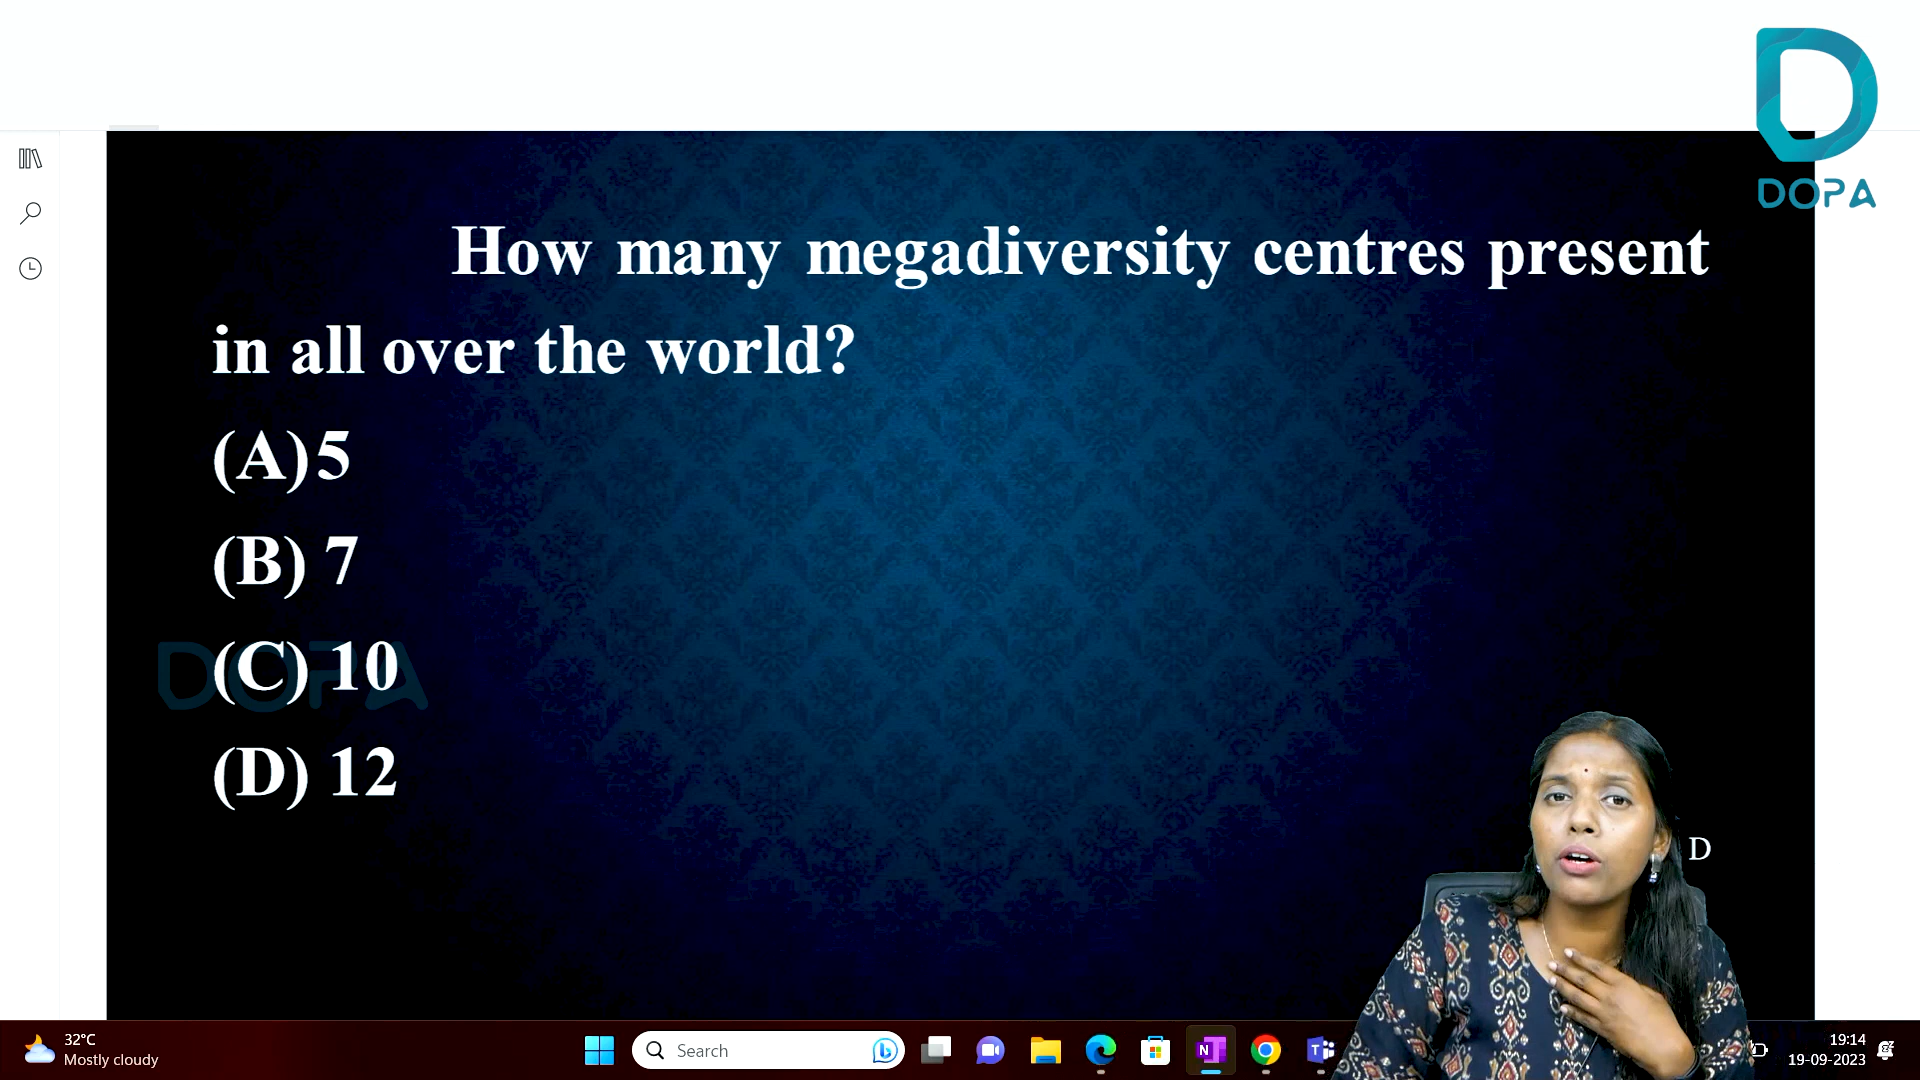 DOPA
How many megadiversity centres present
in all over the world?
(A) 5
(B) 7
(C) 10
DOPA
(D) 12
D
32°C
Mostly cloudy
Search
19:14
19-09-2023